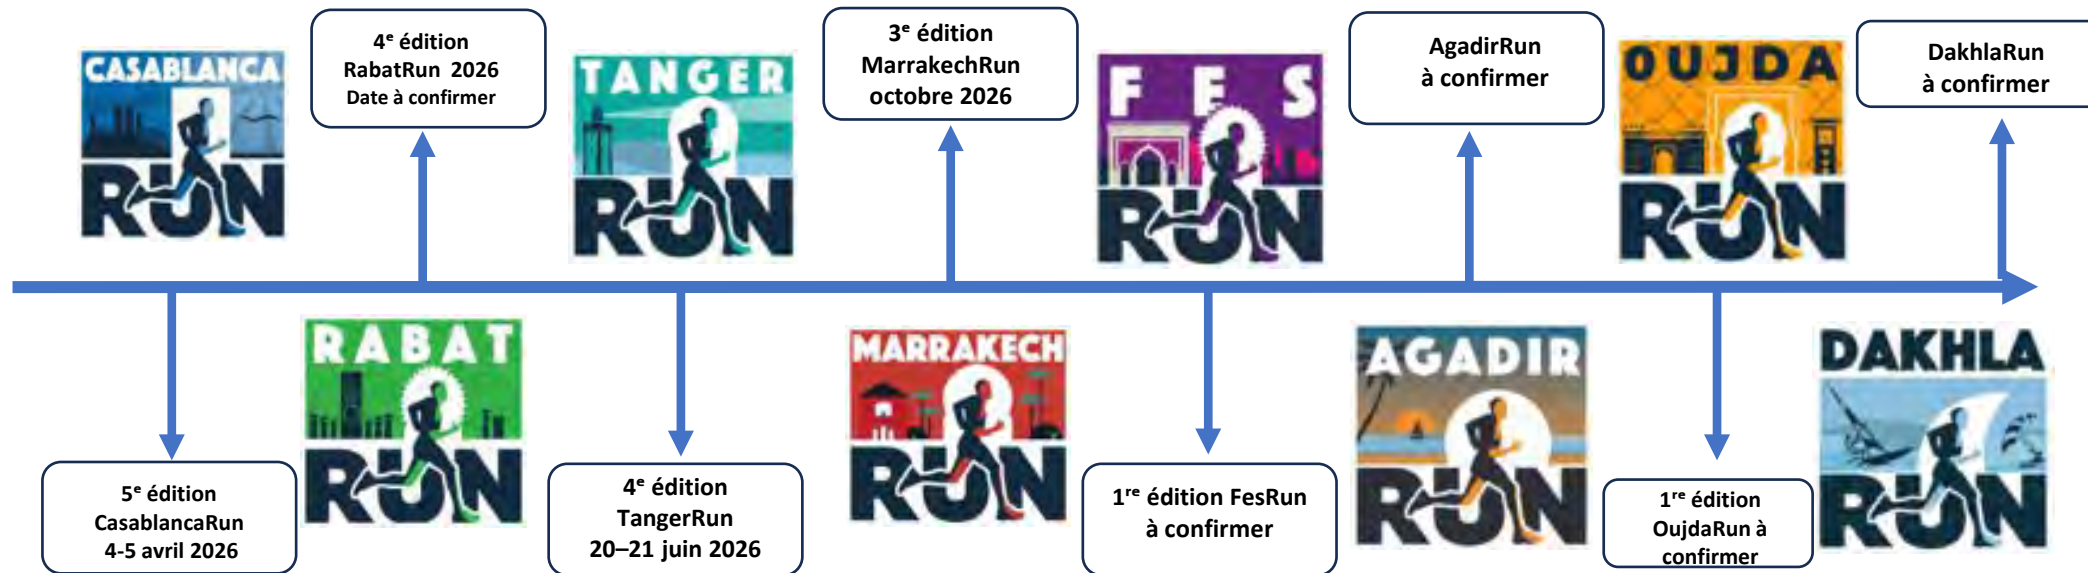 CASABLANCA
RUN
4ᵉ édition
RabatRun 2026
Date à confirmer
TANGER
RUN
3ᵉ édition
MarrakechRun
octobre 2026
FES
RUN
AgadirRun
à confirmer
OUJDA
RUN
DakhlaRun
à confirmer
5ᵉ édition
CasablancaRun
4-5 avril 2026
RABAT
RUN
4ᵉ édition
TangerRun
20–21 juin 2026
MARRAKECH
RUN
1ʳᵉ édition FesRun
à confirmer
AGADIR
RUN
1ʳᵉ édition
OujdaRun à
confirmer
DAKHLA
RUN